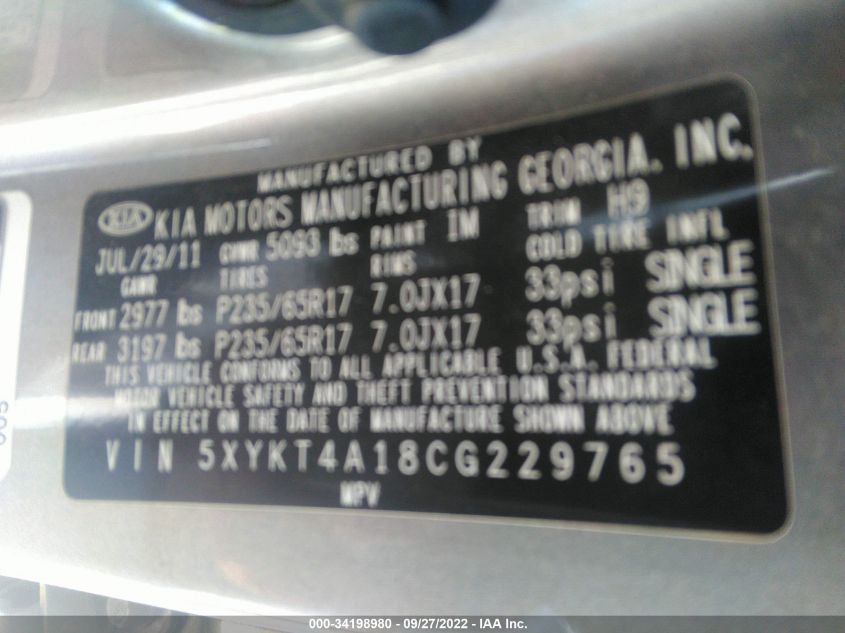 MANUFACTURED BY
KIA KIA MOTORS MANUFACTURING GEORGIA, INC.
JUL/29/11 GVWR 5093 lbs PAINT IM TRIM H9
GAWR TIRES RIMS COLD TIRE INFL
FRONT 2977 lbs P235/65R17 7.0JX17 33psi SINGLE
REAR 3197 lbs P235/65R17 7.0JX17 33psi SINGLE
THIS VEHICLE CONFORMS TO ALL APPLICABLE U.S.A. FEDERAL
MOTOR VEHICLE SAFETY AND THEFT PREVENTION STANDARDS
IN EFFECT ON THE DATE OF MANUFACTURE SHOWN ABOVE
VIN 5XYKT4A18CG229765
MPV
000-34198980 - 09/27/2022 - IAA Inc.